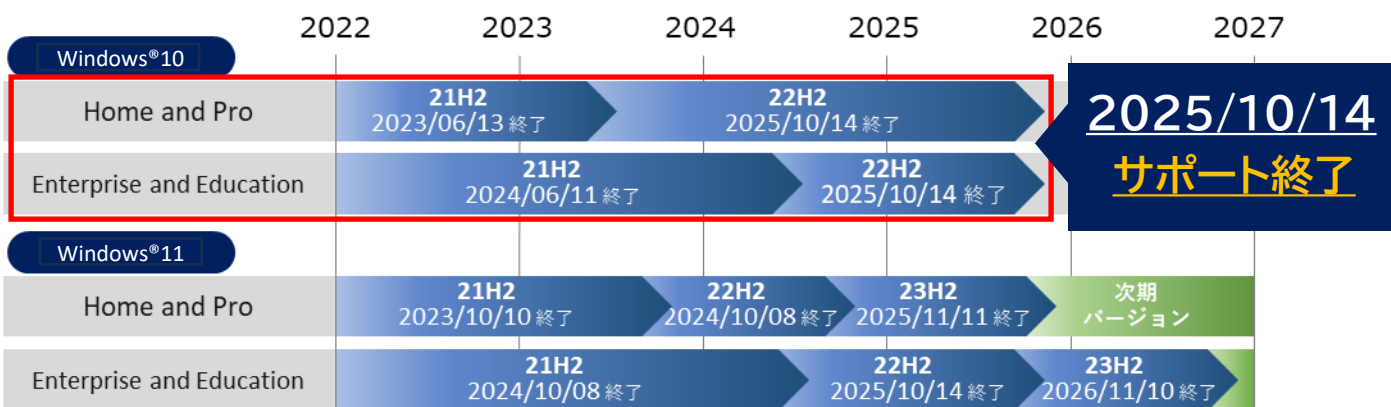 2022 2023 2024 2025 2026 2027
Windows®10
Home and Pro
21H2
2023/06/13 終了
22H2
2025/10/14 終了
Enterprise and Education
21H2
2024/06/11 終了
22H2
2025/10/14 終了
2025/10/14
サポート終了
Windows®11
Home and Pro
21H2
2023/10/10 終了
22H2
2024/10/08 終了
23H2
2025/11/11 終了
次期
バージョン
Enterprise and Education
21H2
2024/10/08 終了
22H2
2025/10/14 終了
23H2
2026/11/10 終了